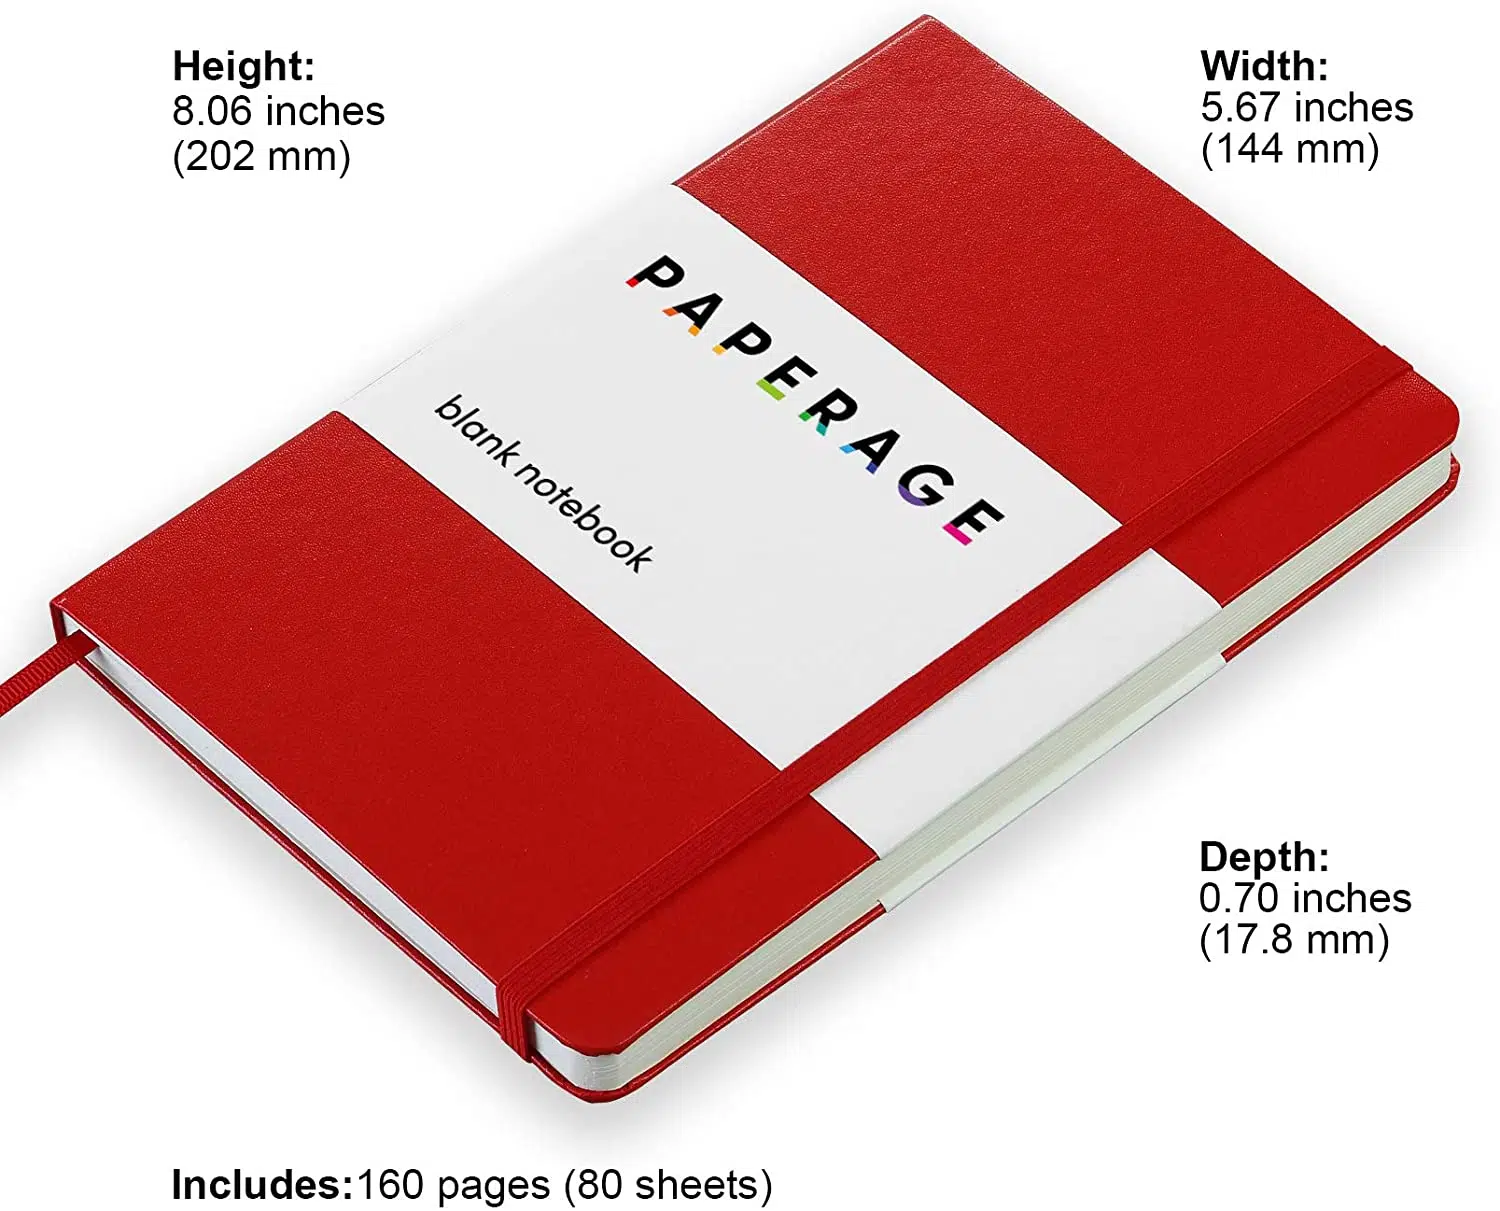 Height:
8.06 inches
(202 mm)
Width:
5.67 inches
(144 mm)
PAPERAGE
blank notebook
Depth:
0.70 inches
(17.8 mm)
Includes:160 pages (80 sheets)